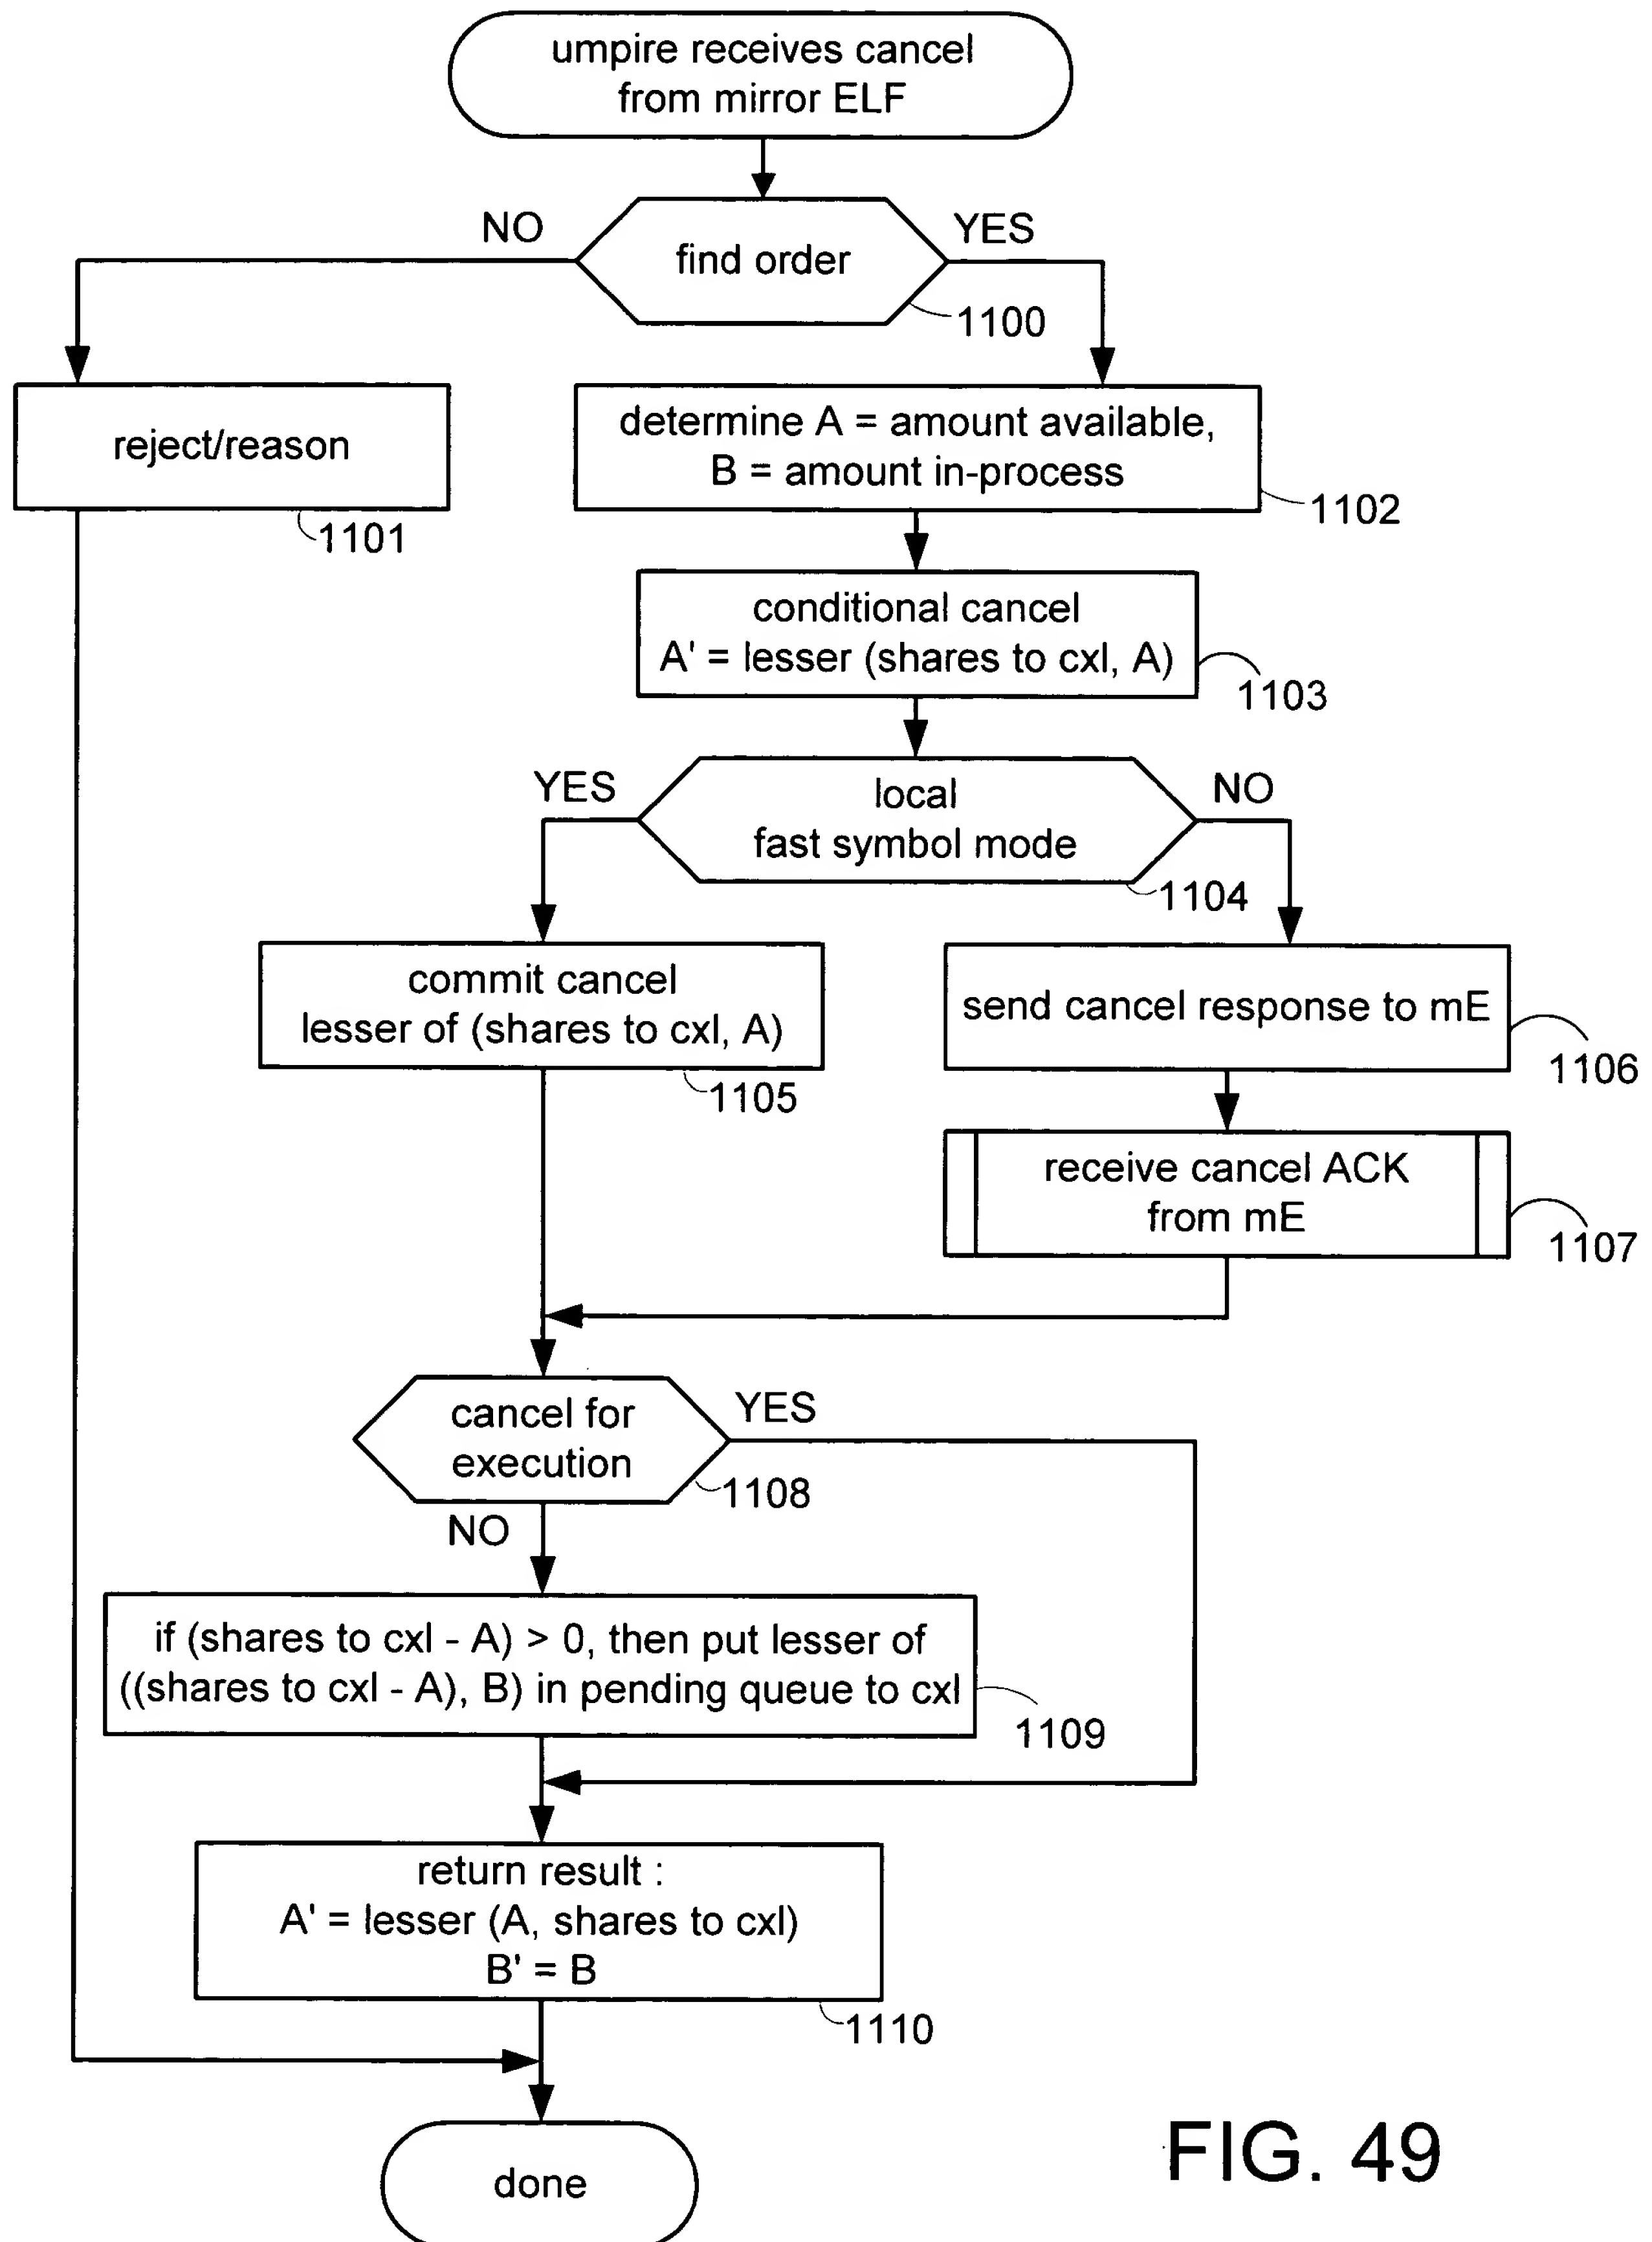 umpire receives cancel
from mirror ELF
NO
YES
find order
1100
reject/reason
1101
determine A = amount available,
B = amount in-process
1102
conditional cancel
A' = lesser (shares to cxl, A)
1103
YES
NO
local
fast symbol mode
1104
commit cancel
lesser of (shares to cxl, A)
1105
send cancel response to mE
1106
receive cancel ACK
from mE
1107
cancel for
execution
YES
1108
NO
if (shares to cxl - A) > 0, then put lesser of
((shares to cxl - A), B) in pending queue to cxl
1109
return result :
A' = lesser (A, shares to cxl)
B' = B
1110
done
FIG. 49